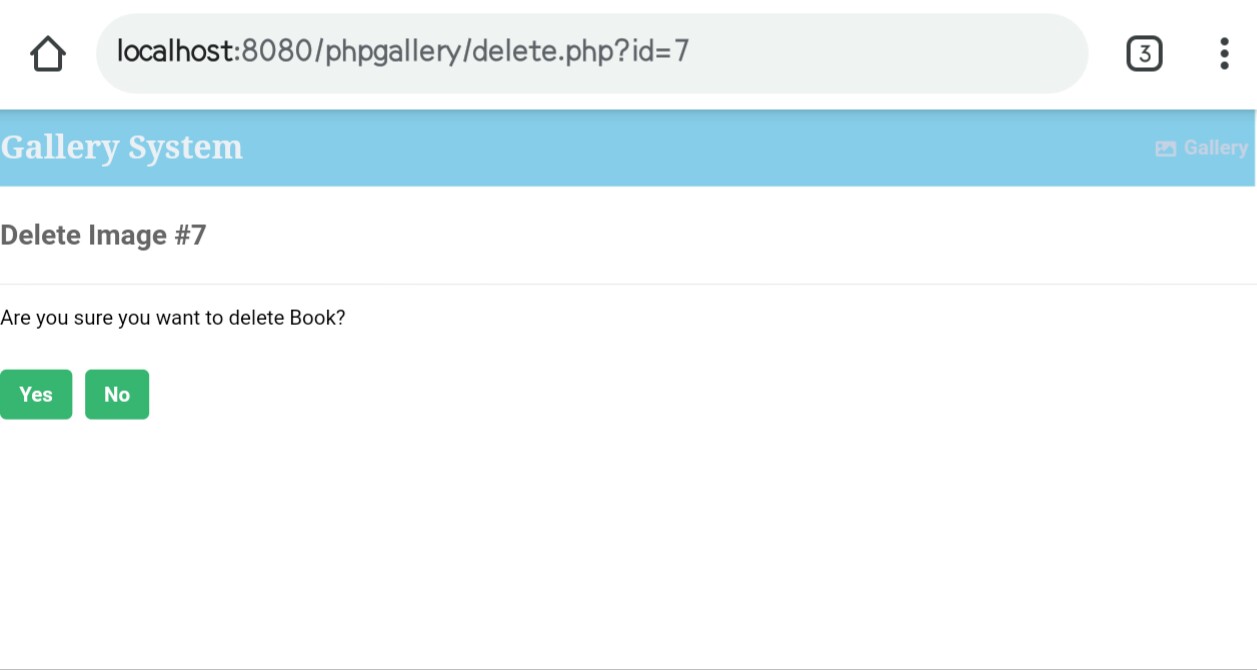 localhost:8080/phpgallery/delete.php?id=7
3
Gallery System
Gallery
Delete Image #7
Are you sure you want to delete Book?
Yes No